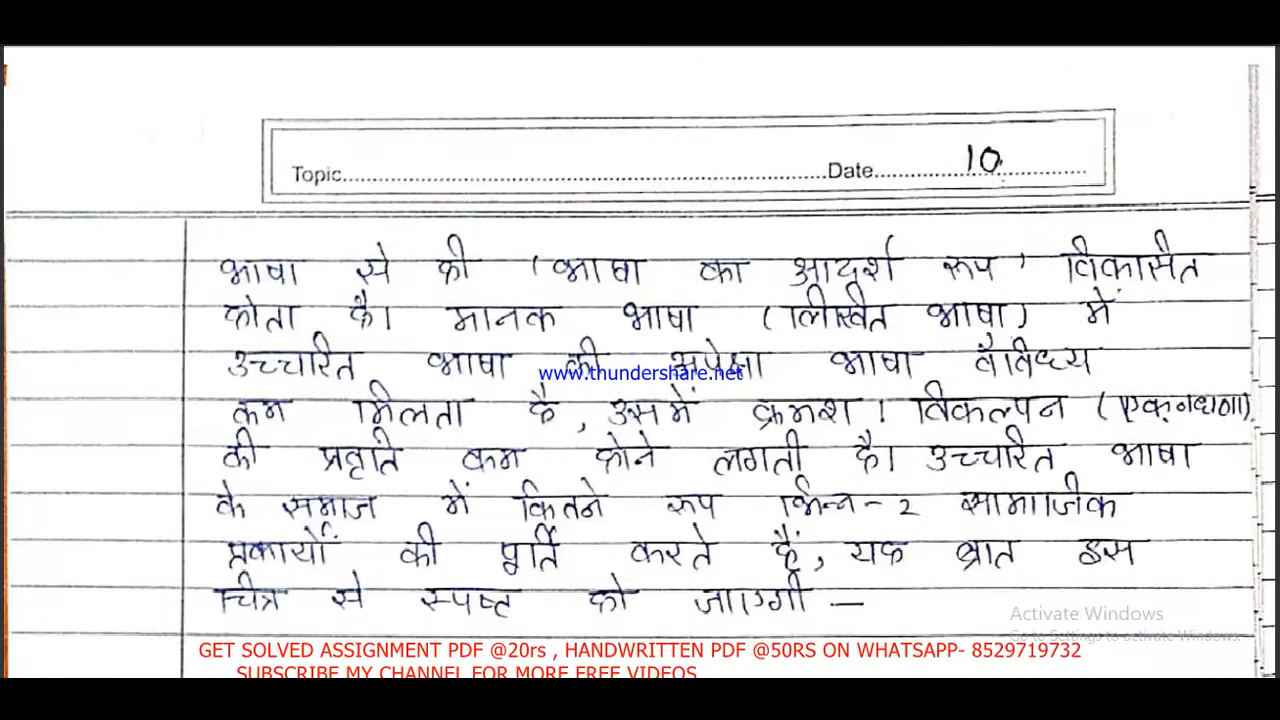 Topic Date 10
भाषा से ही 'भाषा का आदर्श रूप' विकसित
होता है। मानक भाषा (लिखित भाषा) में
उच्चारित भाषा की अपेक्षा भाषा वैविध्य
www.thundershare.net
कम मिलता है, उसमें क्रमश: विकल्पन
की प्रवृति कम होने लगती है। उच्चरित भाषा
के समाज में कितने रूप भिन्न-2 सामाजिक
प्रकार्यों की पूर्ति करते हैं, यह बात इस
चित्र से स्पष्ट हो जाएगी —
Activate Windows
Go to Settings to activate Windows.
GET SOLVED ASSIGNMENT PDF @20rs , HANDWRITTEN PDF @50RS ON WHATSAPP- 8529719732
SUBSCRIBE MY CHANNEL FOR MORE FREE VIDEOS